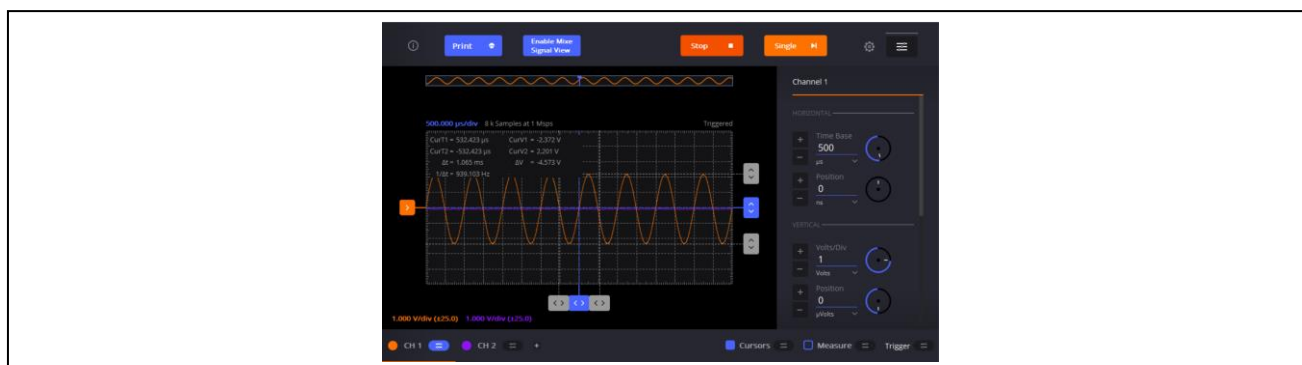 Print
Enable Mixe
Signal View
Stop
Single
Channel 1
500.000 µs/div 8 k Samples at 1 Msps Triggered
CurT1 = 532.423 µs CurV1 = -2.372 V
CurT2 = -532.423 µs CurV2 = 2.201 V
Δt = 1.065 ms ΔV = -4.573 V
1/Δt = 939.103 Hz
HORIZONTAL
+ Time Base
- 500
µs
+ Position
- 0
ns
VERTICAL
+ Volts/Div
- 1
Volts
+ Position
- 0
µVolts
1.000 V/div (±25.0) 1.000 V/div (±25.0)
CH 1 CH 2 + Cursors Measure Trigger